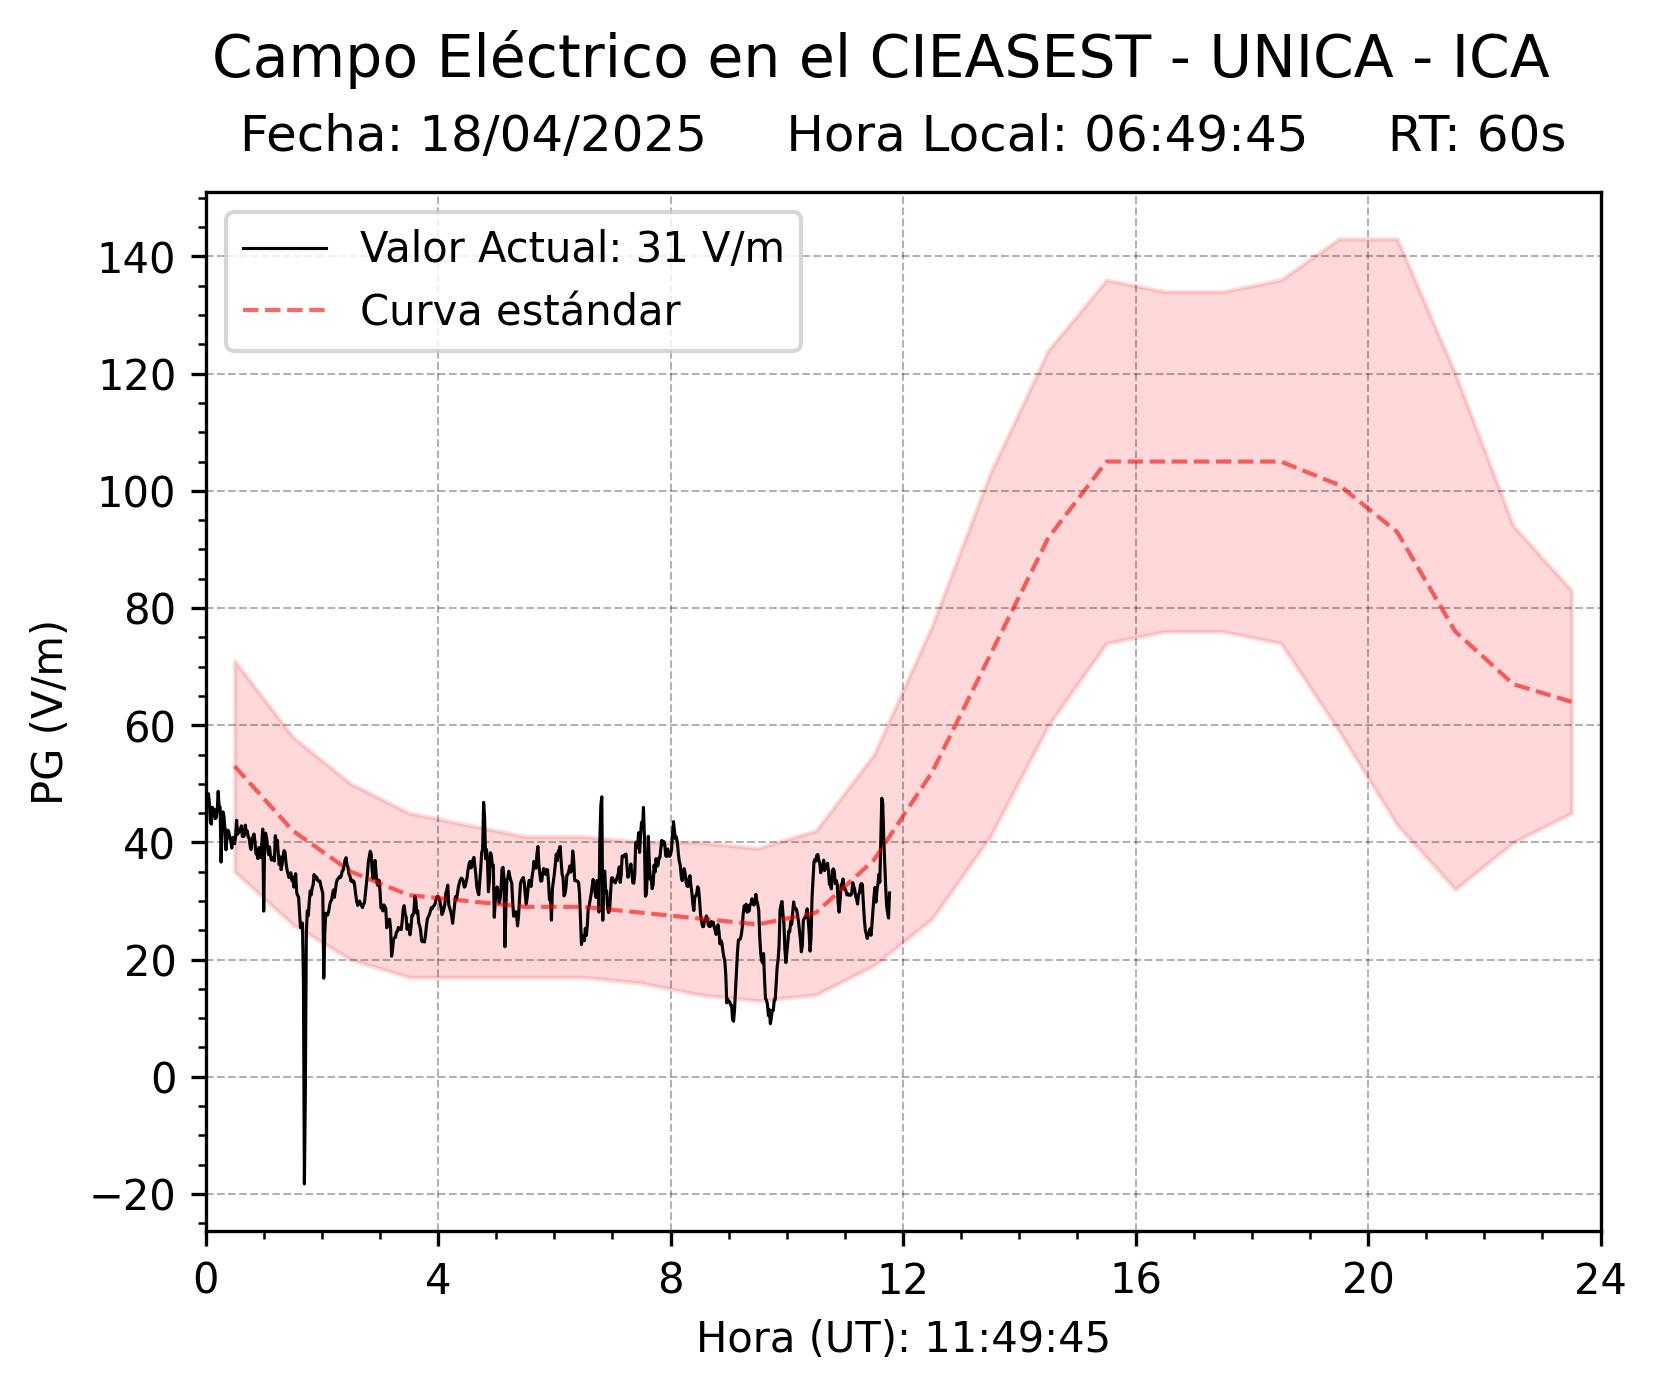 Campo Eléctrico en el CIEASEST - UNICA - ICA
Fecha: 18/04/2025 Hora Local: 06:49:45 RT: 60s
Valor Actual: 31 V/m
Curva estándar
PG (V/m)
140
120
100
80
60
40
20
0
−20
0 4 8 12 16 20 24
Hora (UT): 11:49:45